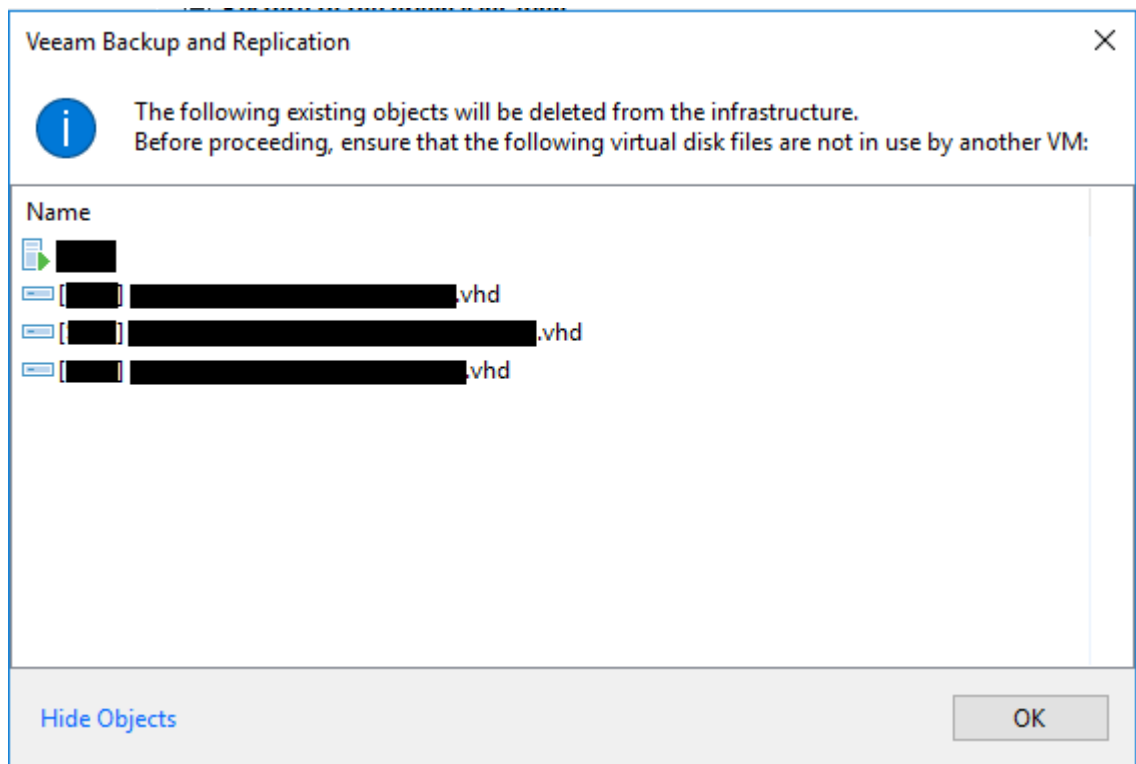 Veeam Backup and Replication
The following existing objects will be deleted from the infrastructure.
Before proceeding, ensure that the following virtual disk files are not in use by another VM:
Name
[ ] .vhd
[ ] .vhd
[ ] .vhd
Hide Objects
OK